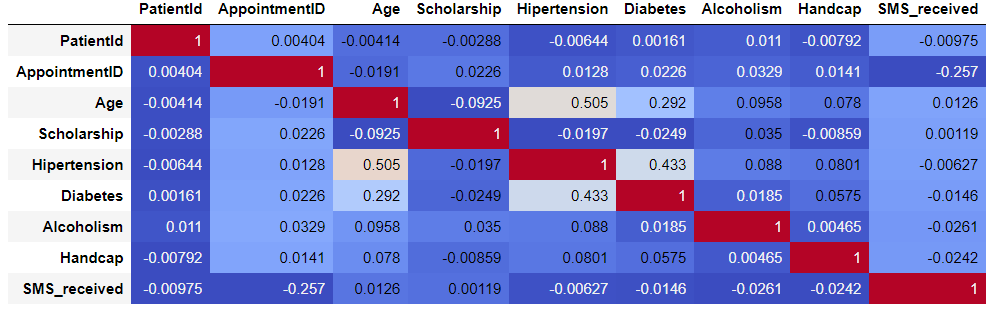 PatientId AppointmentID Age Scholarship Hipertension Diabetes Alcoholism Handcap SMS_received
PatientId 1 0.00404 -0.00414 -0.00288 -0.00644 0.00161 0.011 -0.00792 -0.00975
AppointmentID 0.00404 1 -0.0191 0.0226 0.0128 0.0226 0.0329 0.0141 -0.257
Age -0.00414 -0.0191 1 -0.0925 0.505 0.292 0.0958 0.078 0.0126
Scholarship -0.00288 0.0226 -0.0925 1 -0.0197 -0.0249 0.035 -0.00859 0.00119
Hipertension -0.00644 0.0128 0.505 -0.0197 1 0.433 0.088 0.0801 -0.00627
Diabetes 0.00161 0.0226 0.292 -0.0249 0.433 1 0.0185 0.0575 -0.0146
Alcoholism 0.011 0.0329 0.0958 0.035 0.088 0.0185 1 0.00465 -0.0261
Handcap -0.00792 0.0141 0.078 -0.00859 0.0801 0.0575 0.00465 1 -0.0242
SMS_received -0.00975 -0.257 0.0126 0.00119 -0.00627 -0.0146 -0.0261 -0.0242 1